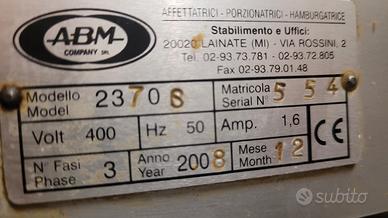 AFFETTATRICI - PORZIONATRICI - HAMBURGATRICE
ABM
COMPANY SRL
Stabilimento e Uffici:
20020 LAINATE (MI) - VIA ROSSINI, 2
Tel. 02-93.73.781 - 02-93.72.805
Fax 02-93.79.01.48
Modello
Model 2370S
Matricola
Serial N° 554
Volt 400 Hz 50 Amp. 1,6
N° Fasi
Phase 3
Anno
Year 2008
Mese
Month 12
CE
subito